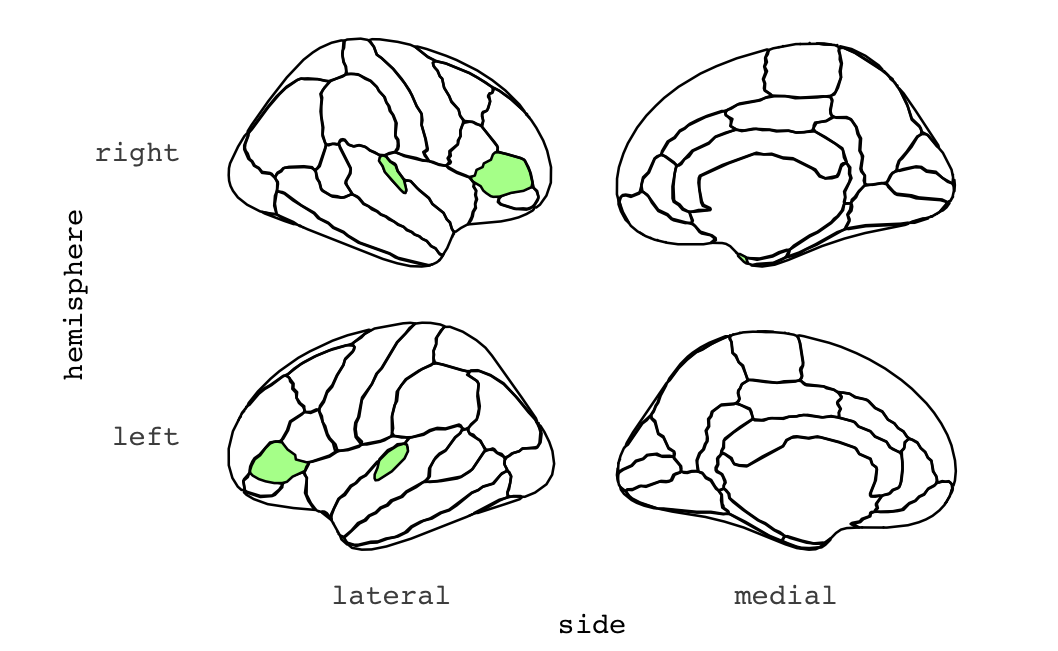 right
hemisphere
left
lateral
medial
side